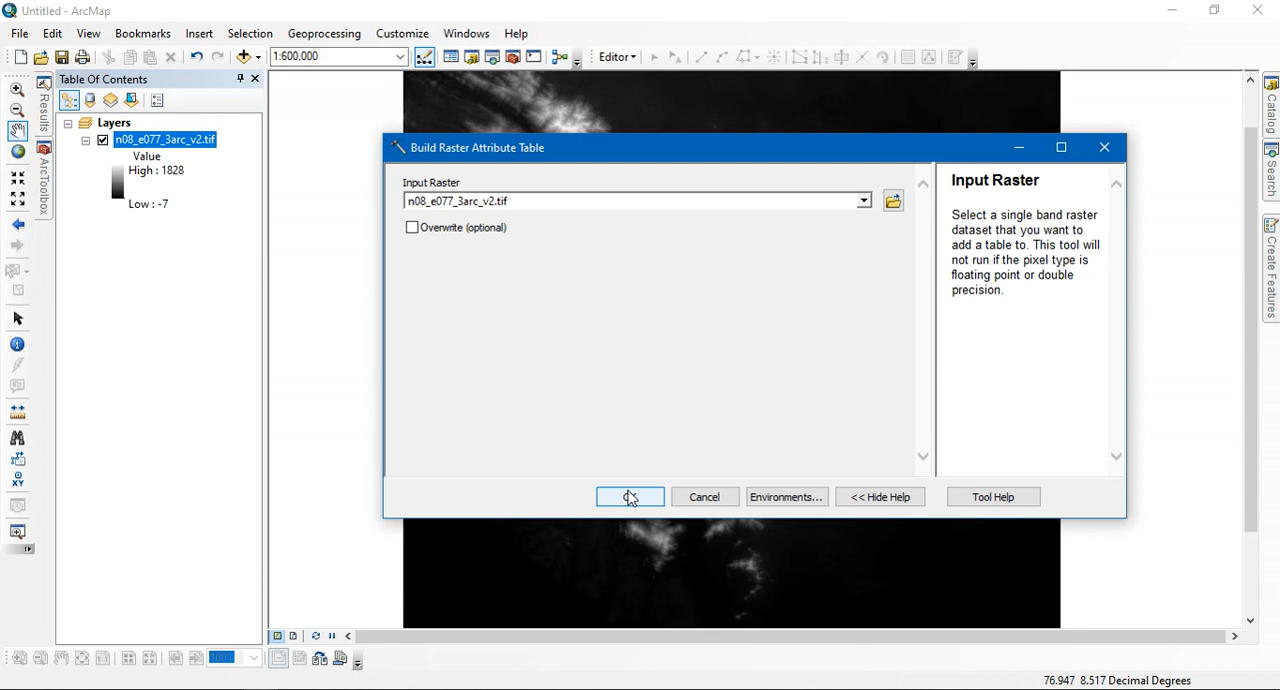 Untitled - ArcMap
File Edit View Bookmarks Insert Selection Geoprocessing Customize Windows Help
1:600,000
Editor
Table Of Contents
Results
ArcToolbox
Layers
n08_e077_3arc_v2.tif
Value
High : 1828
Low : -7
Build Raster Attribute Table
Input Raster
n08_e077_3arc_v2.tif
Overwrite (optional)
Input Raster
Select a single band raster
dataset that you want to
add a table to. This tool will
not run if the pixel type is
floating point or double
precision.
Cancel
Environments...
<< Hide Help
Tool Help
Catalog
Search
Create Features
76.947 8.517 Decimal Degrees